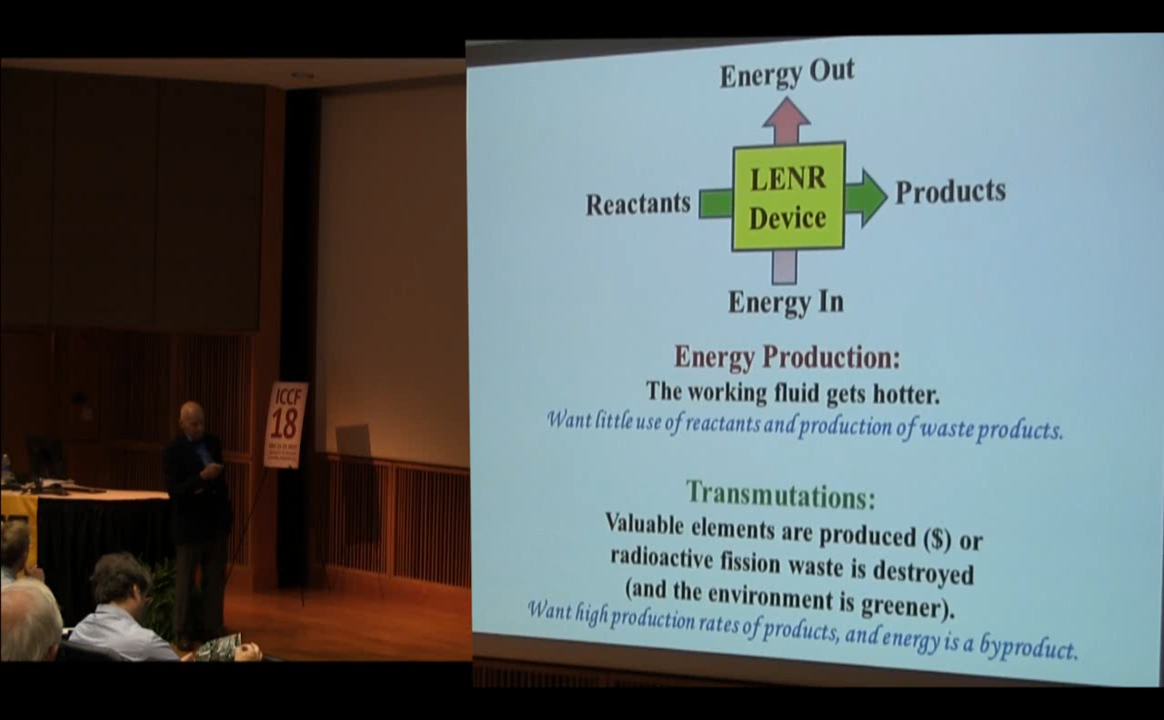 Energy Out
Reactants
LENR
Device
Products
Energy In
Energy Production:
The working fluid gets hotter.
Want little use of reactants and production of waste products.
Transmutations:
Valuable elements are produced ($) or
radioactive fission waste is destroyed
(and the environment is greener).
Want high production rates of products, and energy is a byproduct.
ICCF
18